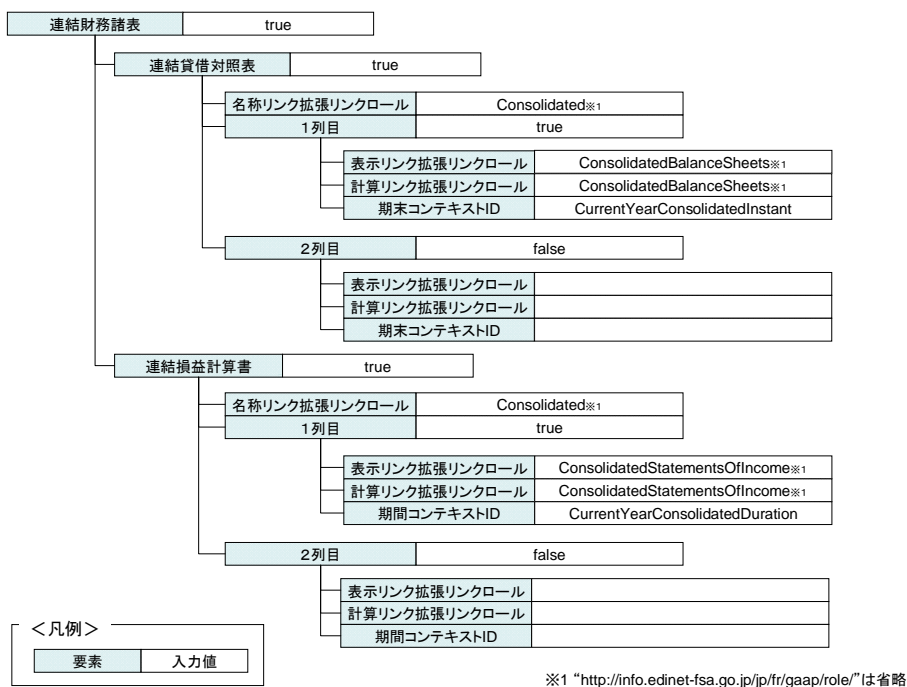 連結財務諸表 true
連結貸借対照表 true
名称リンク拡張リンクロール Consolidated※1
1列目 true
表示リンク拡張リンクロール ConsolidatedBalanceSheets※1
計算リンク拡張リンクロール ConsolidatedBalanceSheets※1
期末コンテキストID CurrentYearConsolidatedInstant
2列目 false
表示リンク拡張リンクロール
計算リンク拡張リンクロール
期末コンテキストID
連結損益計算書 true
名称リンク拡張リンクロール Consolidated※1
1列目 true
表示リンク拡張リンクロール ConsolidatedStatementsOfIncome※1
計算リンク拡張リンクロール ConsolidatedStatementsOfIncome※1
期間コンテキストID CurrentYearConsolidatedDuration
2列目 false
表示リンク拡張リンクロール
計算リンク拡張リンクロール
期間コンテキストID
<凡例>
要素 入力値
※1 “http://info.edinet-fsa.go.jp/jp/fr/gaap/role/”は省略